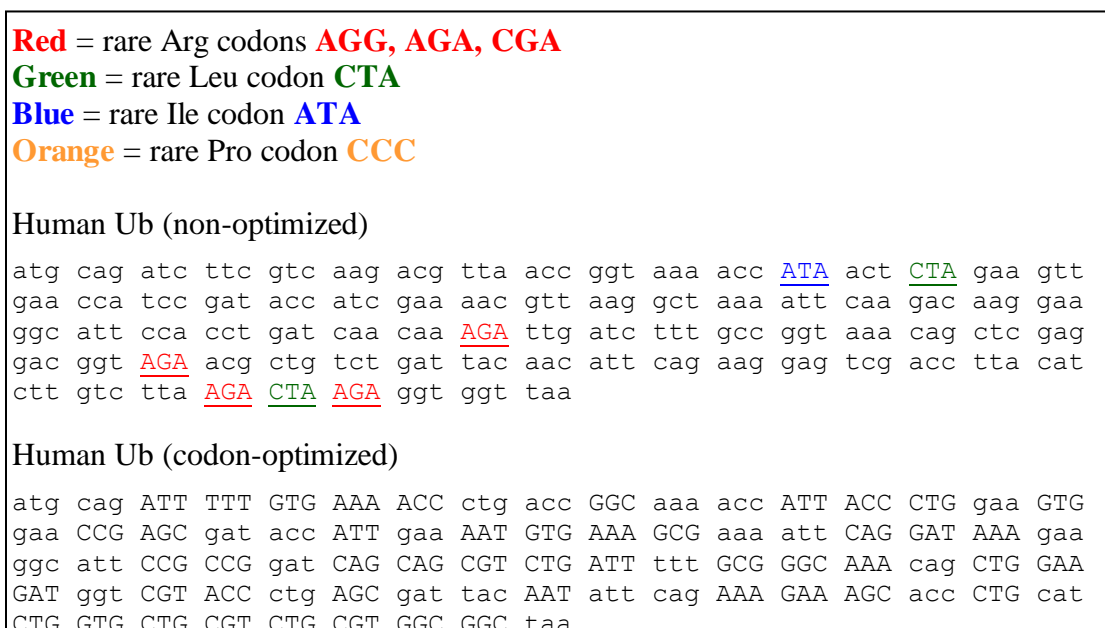 Red = rare Arg codons AGG, AGA, CGA
Green = rare Leu codon CTA
Blue = rare Ile codon ATA
Orange = rare Pro codon CCC
Human Ub (non-optimized)
atg cag atc ttc gtc aag acg tta acc ggt aaa acc ATA act CTA gaa gtt
gaa cca tcc gat acc atc gaa aac gtt aag gct aaa att caa gac aag gaa
ggc att cca cct gat caa caa AGA ttg atc ttt gcc ggt aaa cag ctc gag
gac ggt AGA acg ctg tct gat tac aac att cag aag gag tcg acc tta cat
ctt gtc tta AGA CTA AGA ggt ggt taa
Human Ub (codon-optimized)
atg cag ATT TTT GTG AAA ACC ctg acc GGC aaa acc ATT ACC CTG gaa GTG
gaa CCG AGC gat acc ATT gaa AAT GTG AAA GCG aaa att CAG GAT AAA gaa
ggc att CCG CCG gat CAG CAG CGT CTG ATT ttt GCG GGC AAA cag CTG GAA
GAT ggt CGT ACC ctg AGC gat tac AAT att cag AAA GAA AGC acc CTG cat
CTG GTG CTG CGT CTG CGT GGC GGC taa